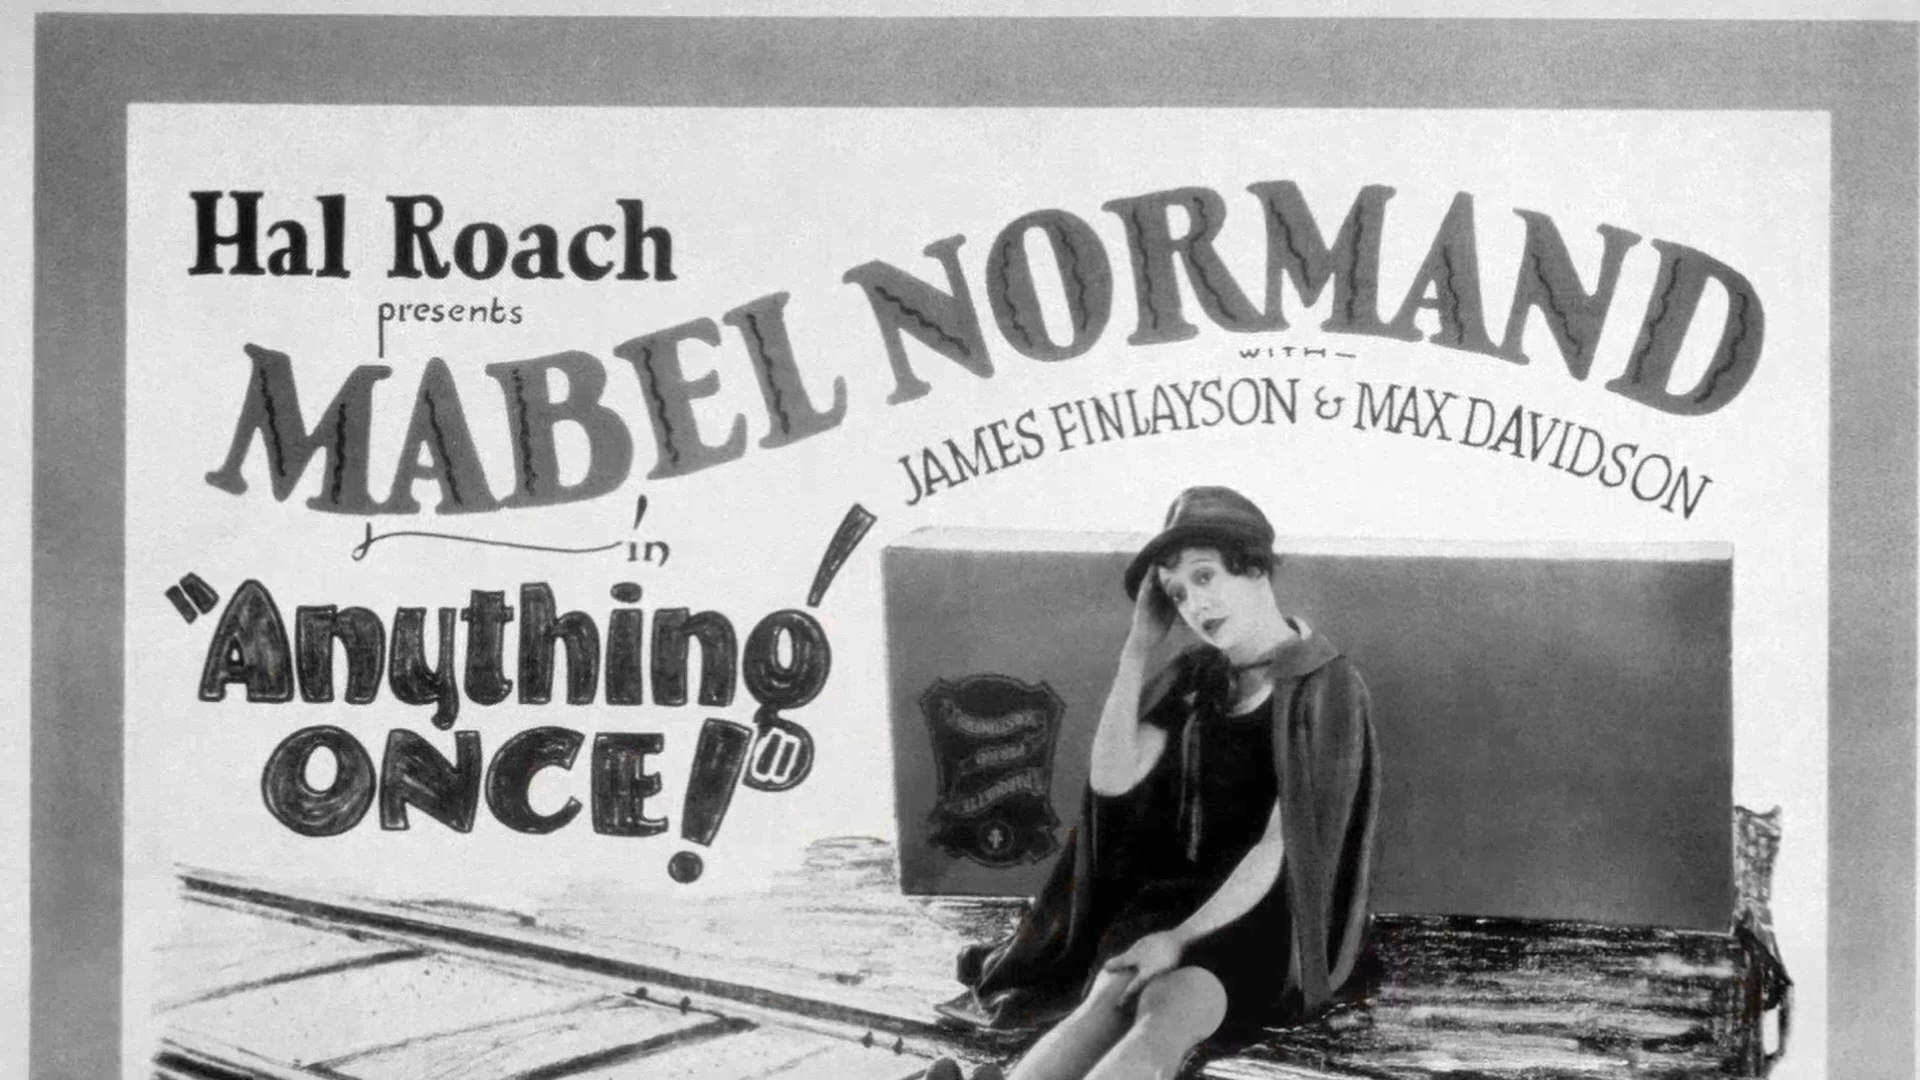 Hal Roach
presents
MABEL NORMAND
WITH—
JAMES FINLAYSON & MAX DAVIDSON
in
"Anything
ONCE!"